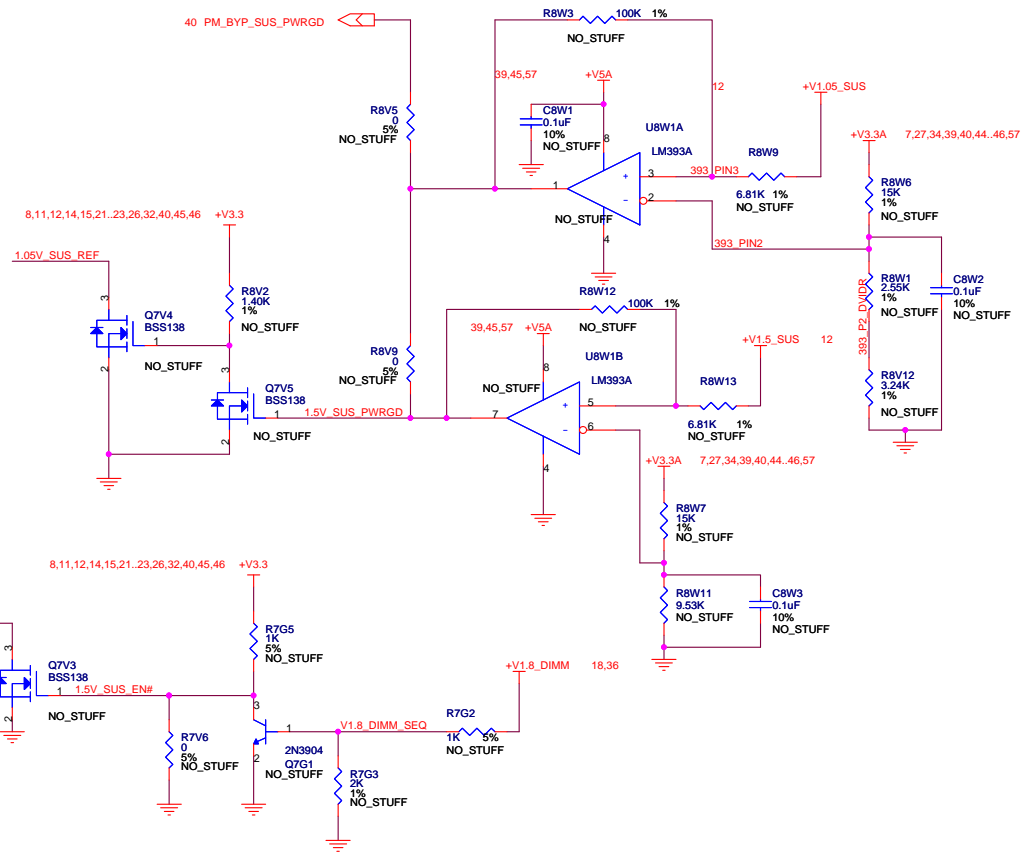 40 PM_BYP_SUS_PWRGD
R8W3 100K 1%
NO_STUFF
39,45,57 +V5A
12
+V1.05_SUS
R8V5
0
5%
NO_STUFF
C8W1
0.1uF
10%
NO_STUFF
8
U8W1A
LM393A
+V3.3A 7,27,34,39,40,44..46,57
R8W9
3
393_PIN3
+
1
-
2
6.81K 1%
NO_STUFF
R8W6
15K
1%
NO_STUFF
NO_STUFF
4
393_PIN2
8,11,12,14,15,21..23,26,32,40,45,46 +V3.3
1.05V_SUS_REF
R8V2
1.40K
1%
NO_STUFF
3
Q7V4
BSS138
1
NO_STUFF
2
R8W12
100K 1%
NO_STUFF
R8W1
2.55K
1%
NO_STUFF
C8W2
0.1uF
10%
NO_STUFF
393_P2_DVIDR
39,45,57 +V5A
R8V9
0
5%
NO_STUFF
U8W1B
LM393A
8
NO_STUFF
+V1.5_SUS 12
R8V12
3.24K
1%
NO_STUFF
3
Q7V5
BSS138
1
1.5V_SUS_PWRGD
NO_STUFF
2
7
+
5
-
6
4
R8W13
6.81K 1%
NO_STUFF
+V3.3A 7,27,34,39,40,44..46,57
R8W7
15K
1%
NO_STUFF
R8W11
9.53K
NO_STUFF
C8W3
0.1uF
10%
NO_STUFF
8,11,12,14,15,21..23,26,32,40,45,46 +V3.3
R7G5
1K
5%
NO_STUFF
3
Q7V3
BSS138
1
1.5V_SUS_EN#
NO_STUFF
2
R7V6
0
5%
NO_STUFF
3
1
2
2N3904
Q7G1
NO_STUFF
V1.8_DIMM_SEQ
+V1.8_DIMM 18,36
R7G2
1K 5%
NO_STUFF
R7G3
2K
1%
NO_STUFF